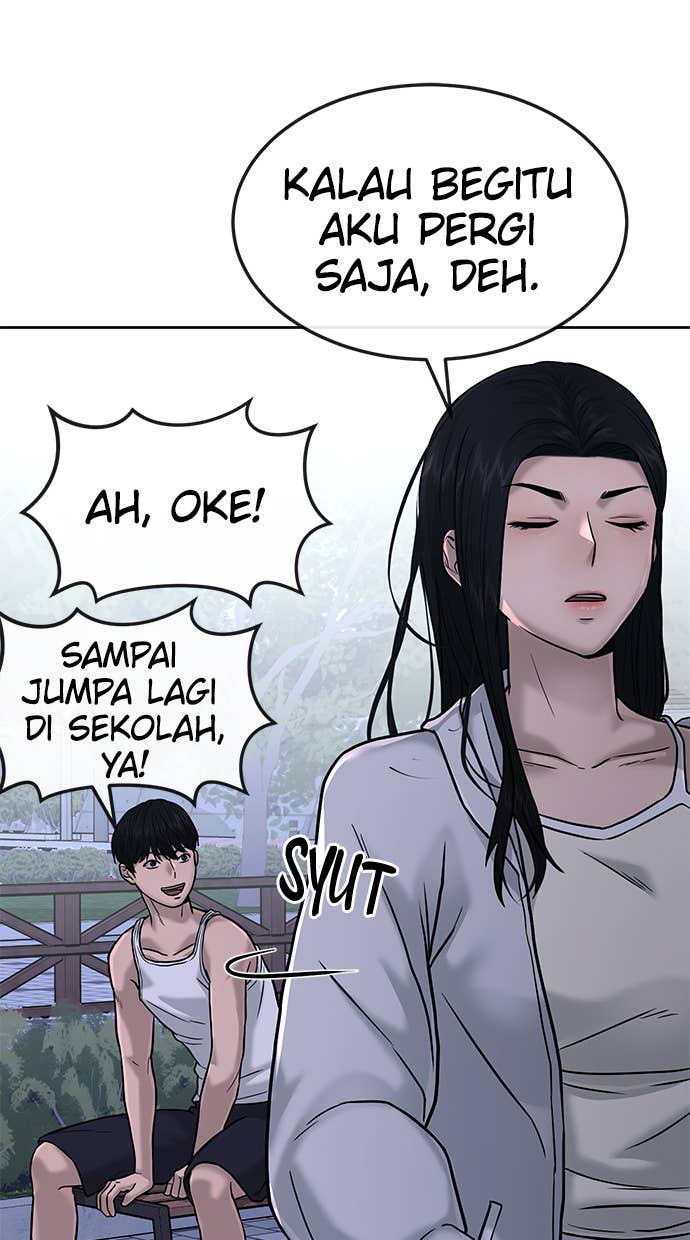 KALAU BEGITU
AKU PERGI
SAJA, DEH.
AH, OKE!
SAMPAI
JUMPA LAGI
DI SEKOLAH,
YA!
SYUT